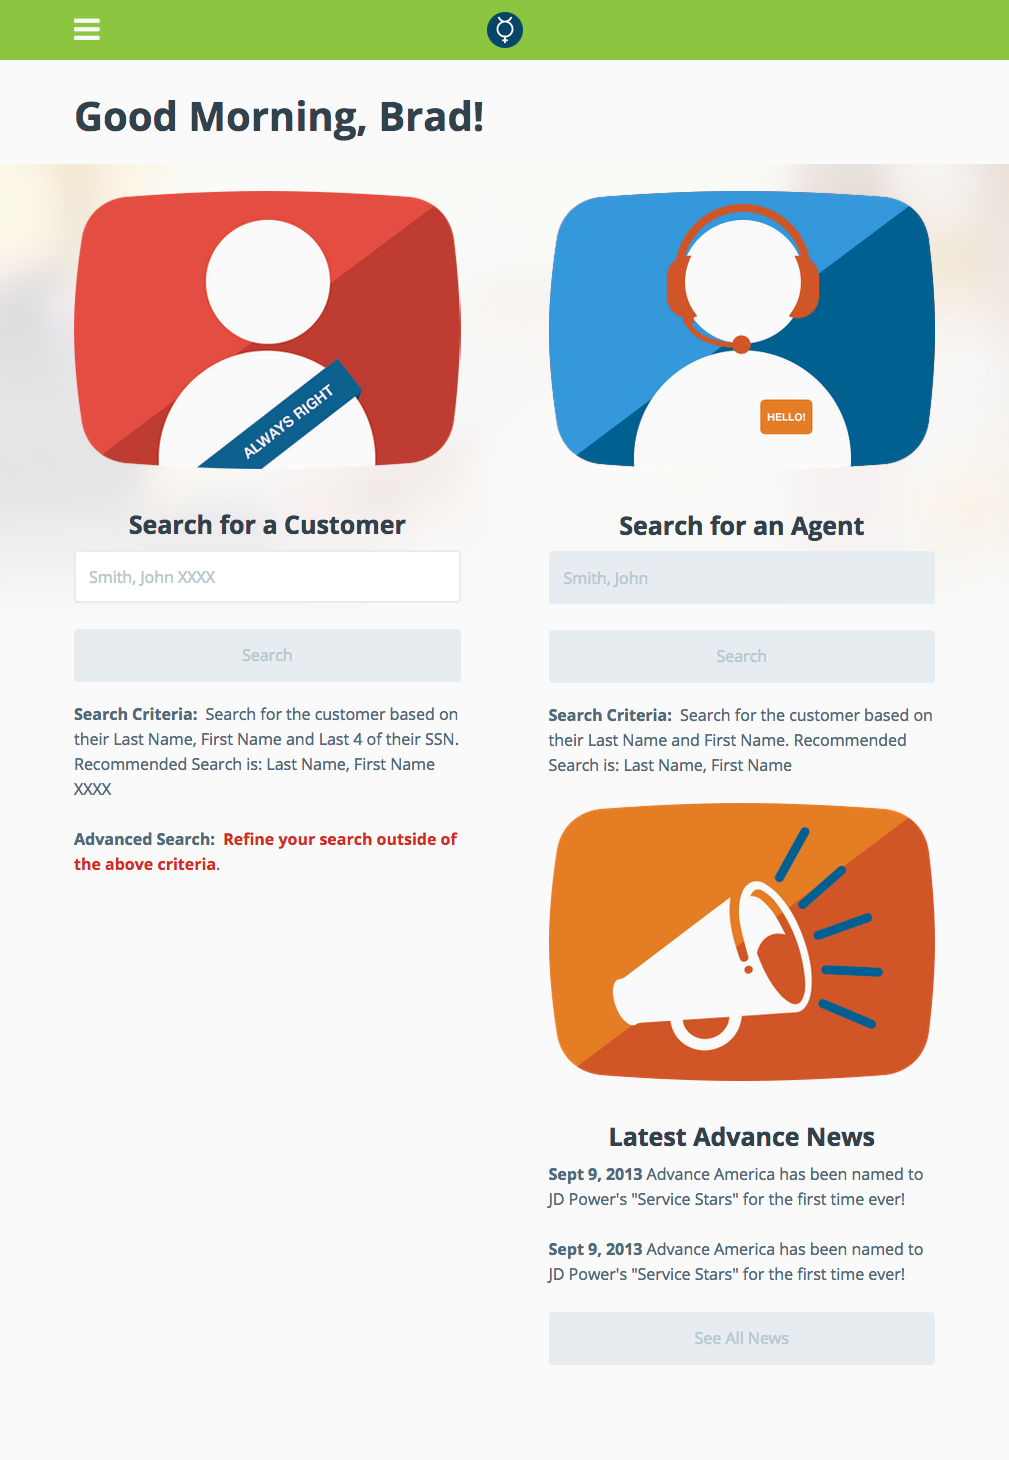 Good Morning, Brad!
ALWAYS RIGHT
Search for a Customer
Smith, John XXXX
Search
Search Criteria: Search for the customer based on
their Last Name, First Name and Last 4 of their SSN.
Recommended Search is: Last Name, First Name
XXXX
Advanced Search: Refine your search outside of
the above criteria.
HELLO!
Search for an Agent
Smith, John
Search
Search Criteria: Search for the customer based on
their Last Name and First Name. Recommended
Search is: Last Name, First Name
Latest Advance News
Sept 9, 2013 Advance America has been named to
JD Power's "Service Stars" for the first time ever!
Sept 9, 2013 Advance America has been named to
JD Power's "Service Stars" for the first time ever!
See All News